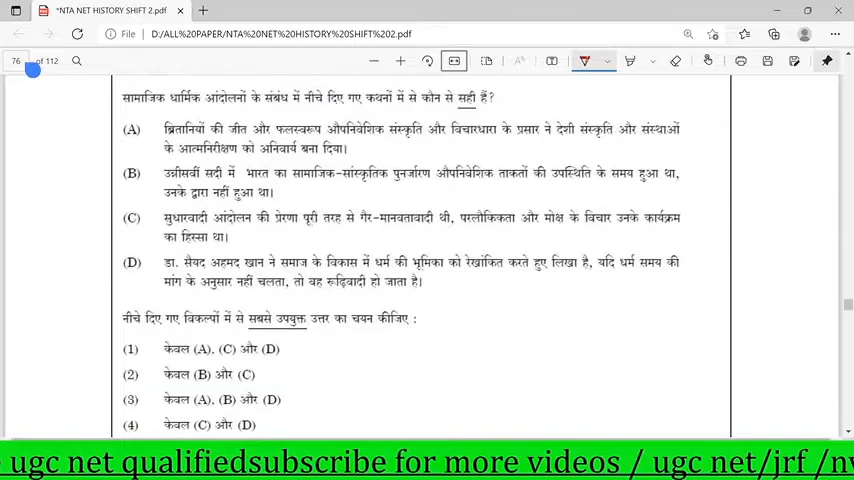 *NTA NET HISTORY SHIFT 2.pdf
File D:/ALL%20PAPER/NTA%20NET%20HISTORY%20SHIFT%202.pdf
76 of 112
सामाजिक धार्मिक आंदोलनों के संबंध में नीचे दिए गए कथनों में से कौन से सही हैं?
(A) ब्रितानियों की जीत और फलस्वरूप औपनिवेशिक संस्कृति और विचारधारा के प्रसार ने देशी संस्कृति और संस्थाओं
के आत्मनिरीक्षण को अनिवार्य बना दिया।
(B) उन्नीसवीं सदी में भारत का सामाजिक-सांस्कृतिक पुनर्जारण औपनिवेशिक ताकतों की उपस्थिति के समय हुआ था,
उनके द्वारा नहीं हुआ था।
(C) सुधारवादी आंदोलन की प्रेरणा पूरी तरह से गैर-मानवतावादी थी, परलौकिकता और मोक्ष के विचार उनके कार्यक्रम
का हिस्सा था।
(D) डा. सैयद अहमद खान ने समाज के विकास में धर्म की भूमिका को रेखांकित करते हुए लिखा है, यदि धर्म समय की
मांग के अनुसार नहीं चलता, तो वह रूढ़िवादी हो जाता है।
नीचे दिए गए विकल्पों में से सबसे उपयुक्त उत्तर का चयन कीजिए :
(1) केवल (A), (C) और (D)
(2) केवल (B) और (C)
(3) केवल (A), (B) और (D)
(4) केवल (C) और (D)
ugc net qualifiedsubscribe for more videos / ugc net/jrf /nv